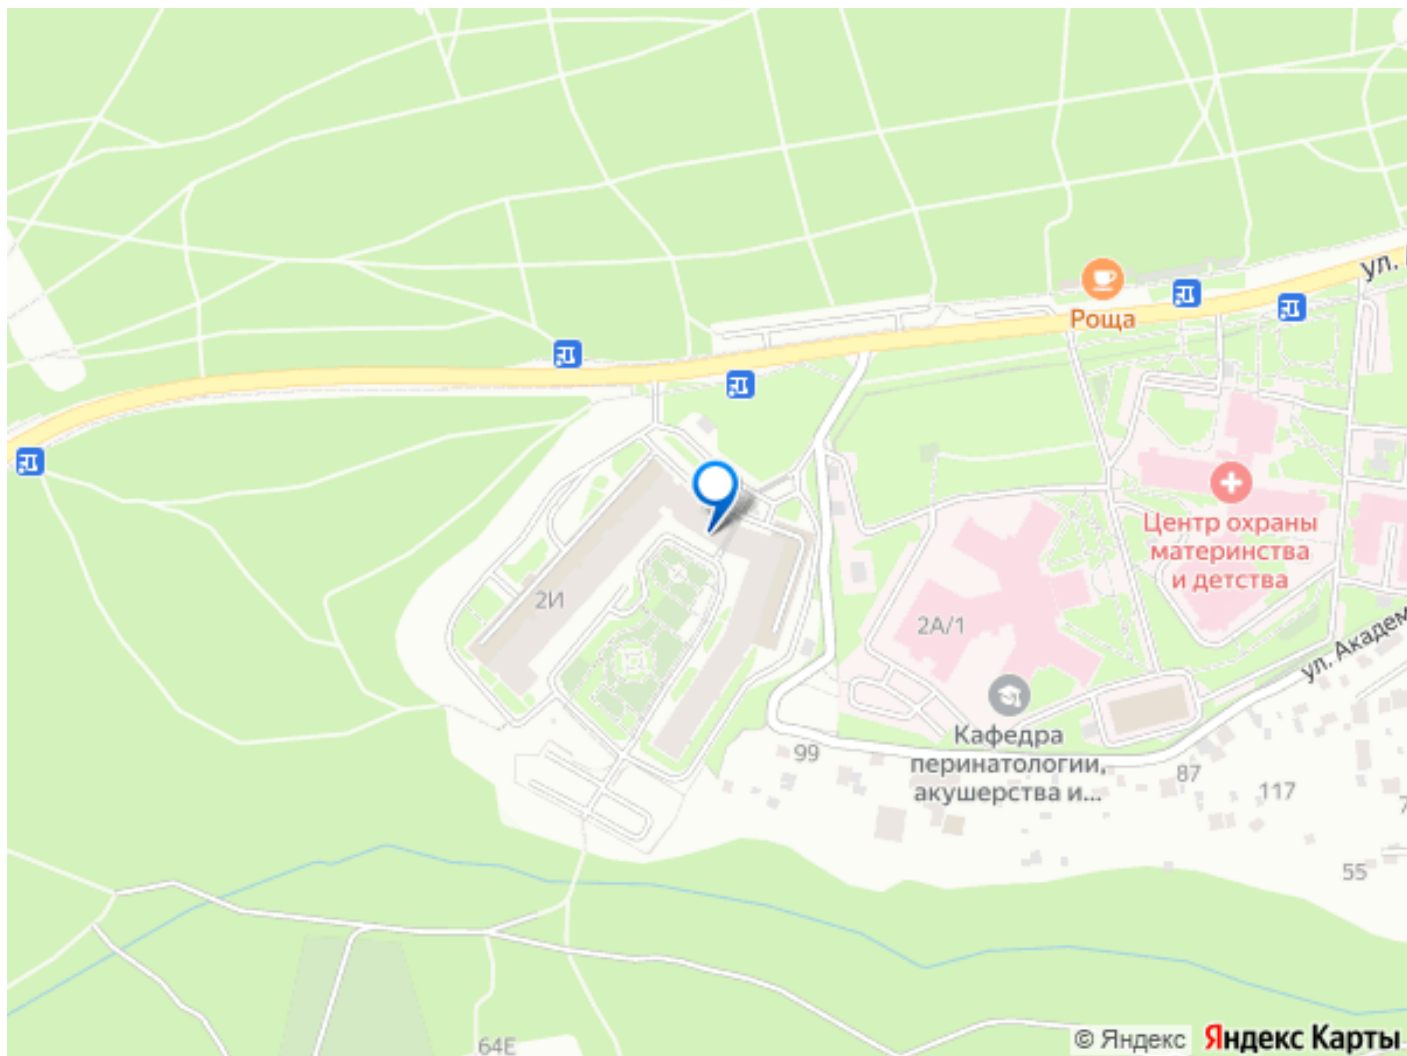 ул. А
Роща
Центр охраны
материнства
и детства
2И
2А/1
ул. Академ
Кафедра
перинатологии,
акушерства и...
99
87
117
7
55
64Е
© Яндекс Яндекс Карты